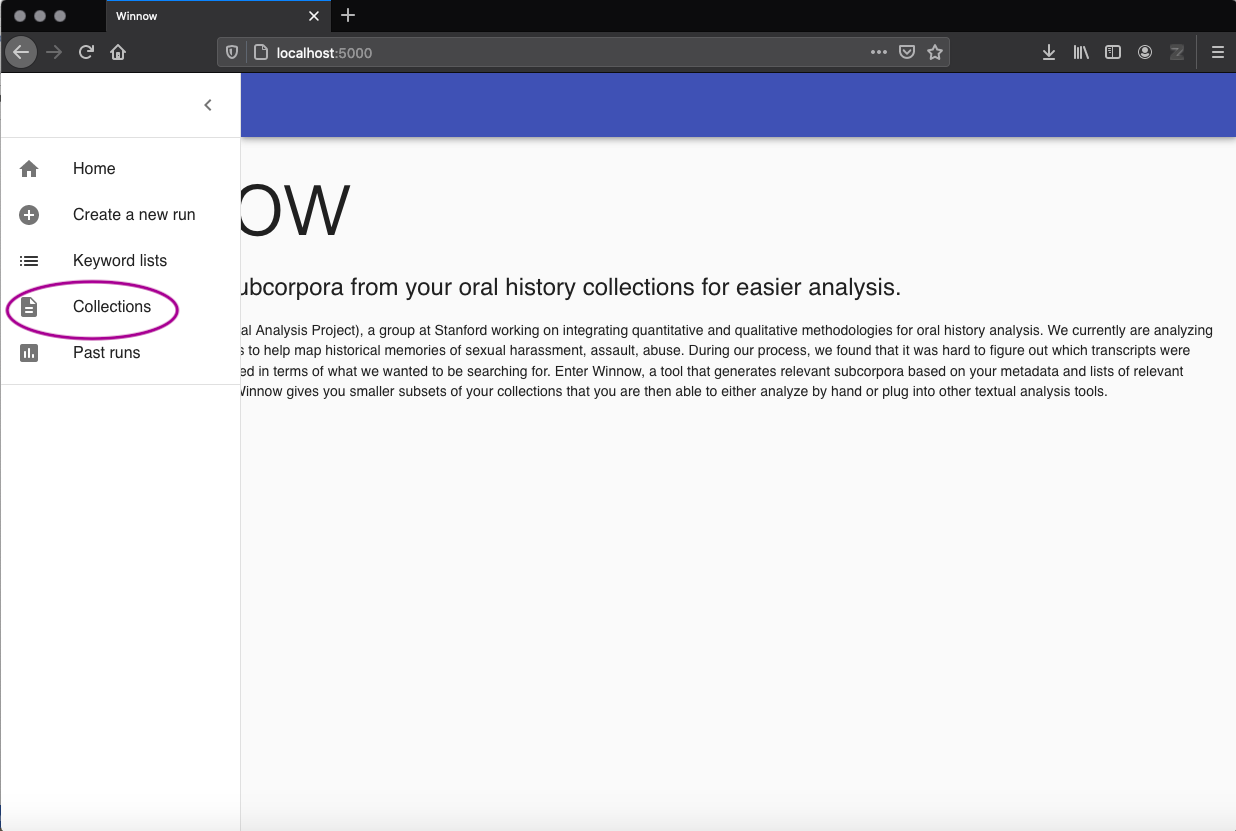 Winnow
localhost:5000
Home
Create a new run
Keyword lists
Collections
Past runs
ow
ubcorpora from your oral history collections for easier analysis.
al Analysis Project), a group at Stanford working on integrating quantitative and qualitative methodologies for oral history analysis. We currently are analyzing
s to help map historical memories of sexual harassment, assault, abuse. During our process, we found that it was hard to figure out which transcripts were
ed in terms of what we wanted to be searching for. Enter Winnow, a tool that generates relevant subcorpora based on your metadata and lists of relevant
Winnow gives you smaller subsets of your collections that you are then able to either analyze by hand or plug into other textual analysis tools.